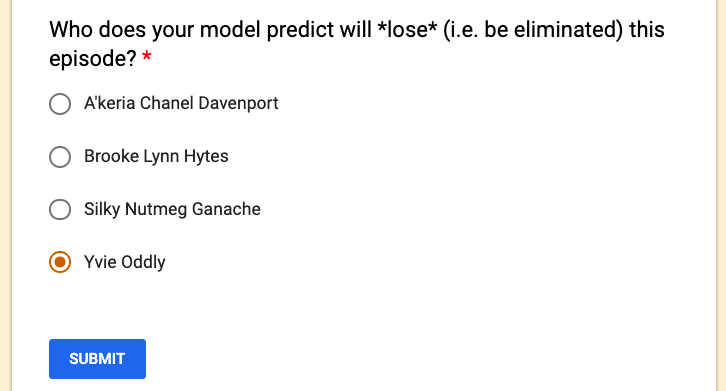 Who does your model predict will *lose* (i.e. be eliminated) this
episode? *
A'keria Chanel Davenport
Brooke Lynn Hytes
Silky Nutmeg Ganache
Yvie Oddly
SUBMIT